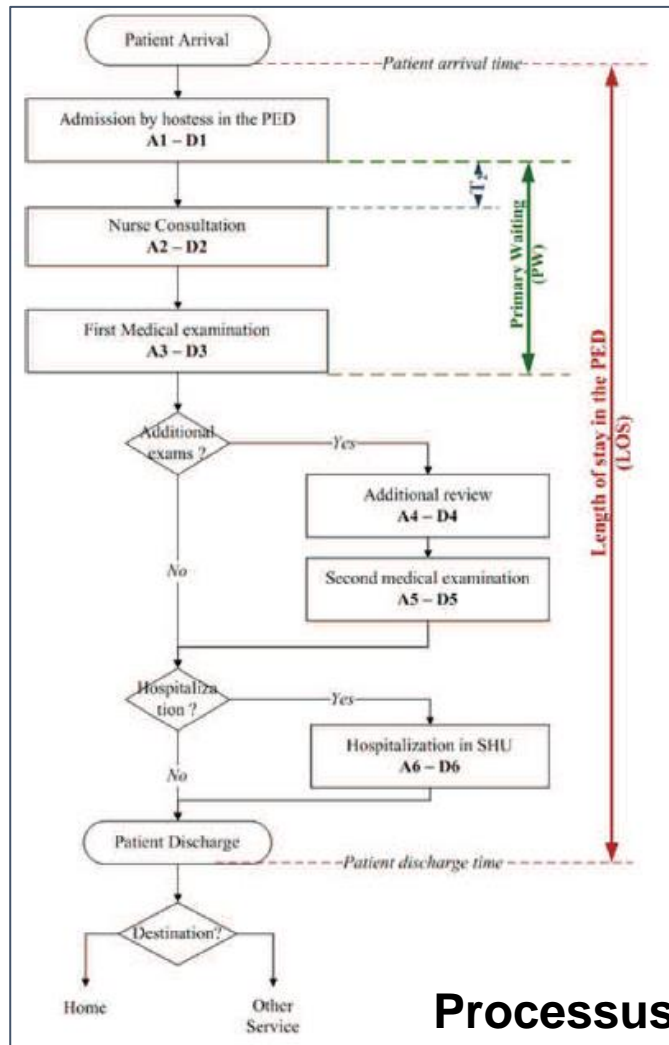 Patient Arrival
Patient arrival time
Admission by hostess in the PED
A1 – D1
T2
Nurse Consultation
A2 – D2
Primary Waiting
(PW)
First Medical examination
A3 – D3
Length of stay in the PED
(LOS)
Additional
exams ?
Yes
Additional review
A4 – D4
No
Second medical examination
A5 – D5
Hospitaliza
tion ?
Yes
Hospitalization in SHU
A6 – D6
No
Patient Discharge
Patient discharge time
Destination?
Home
Other
Service
Processus